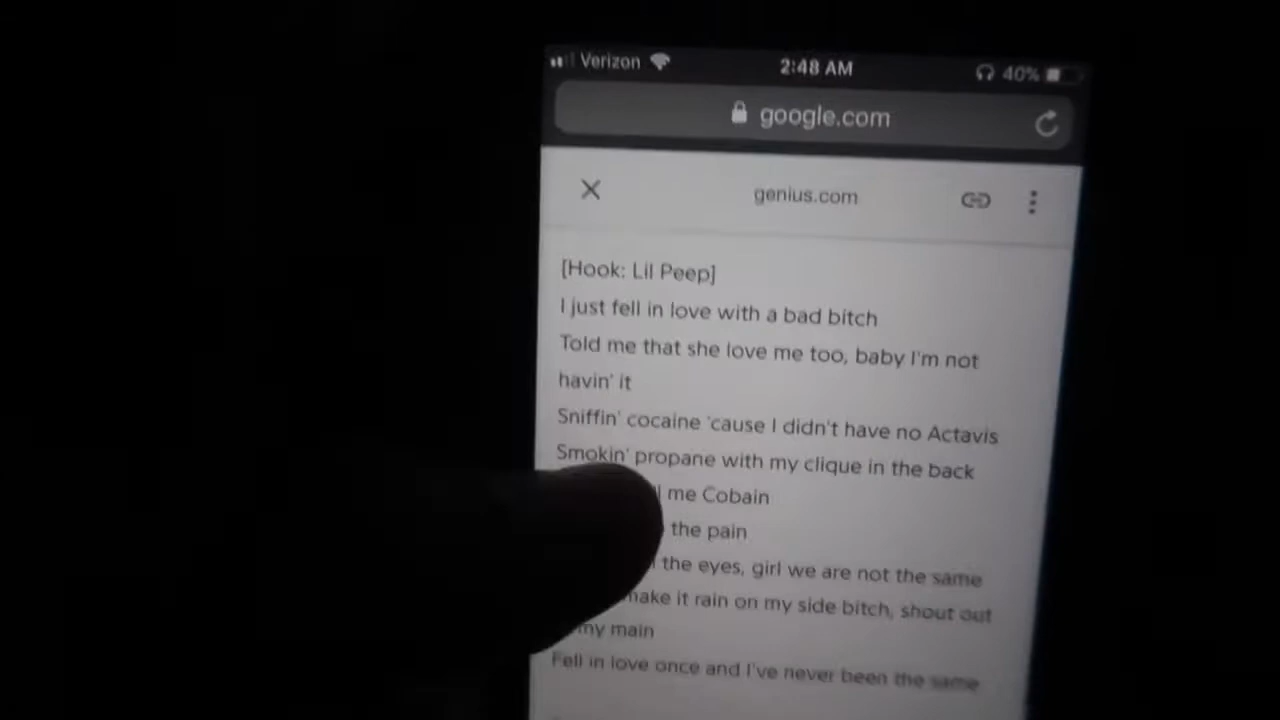 Verizon 2:48 AM 40%
google.com
genius.com
[Hook: Lil Peep]
I just fell in love with a bad bitch
Told me that she love me too, baby I'm not
havin' it
Sniffin' cocaine 'cause I didn't have no Actavis
Smokin' propane with my clique in the back
me Cobain
the pain
the eyes, girl we are not the same
make it rain on my side bitch, shout out
my main
Fell in love once and I've never been the same